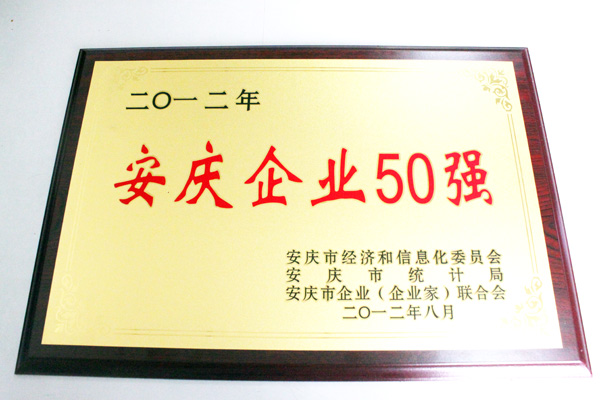 二〇一二年
安庆企业50强
安庆市经济和信息化委员会
安庆市统计局
安庆市企业（企业家）联合会
二〇一二年八月